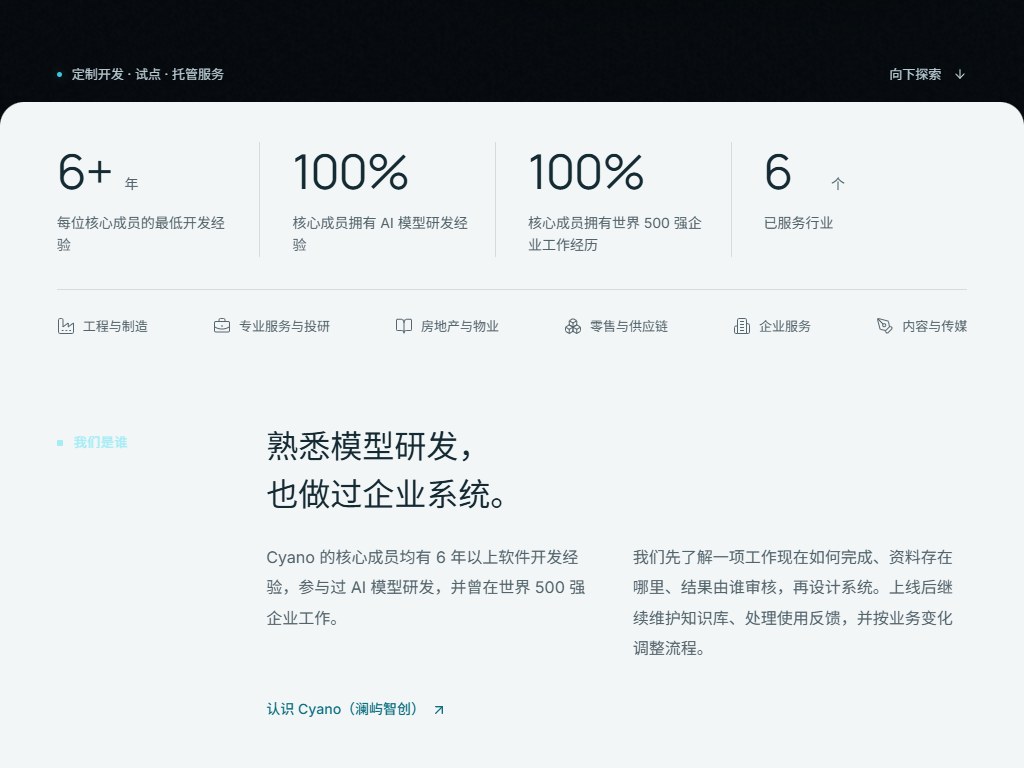 定制开发 · 试点 · 托管服务
向下探索 ↓
6+ 年
每位核心成员的最低开发经
验
100%
核心成员拥有 AI 模型研发经
验
100%
核心成员拥有世界 500 强企
业工作经历
6 个
已服务行业
工程与制造
专业服务与投研
房地产与物业
零售与供应链
企业服务
内容与传媒
我们是谁
熟悉模型研发，
也做过企业系统。
Cyano 的核心成员均有 6 年以上软件开发经
验，参与过 AI 模型研发，并曾在世界 500 强
企业工作。
我们先了解一项工作现在如何完成、资料存在
哪里、结果由谁审核，再设计系统。上线后继
续维护知识库、处理使用反馈，并按业务变化
调整流程。
认识 Cyano（澜屿智创） ↗